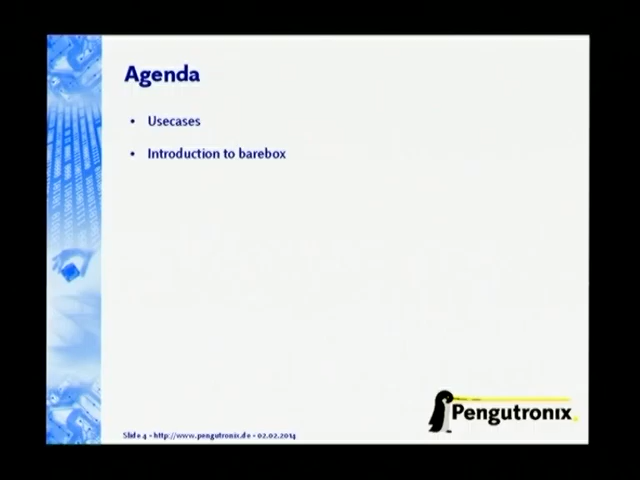 Agenda
• Usecases
• Introduction to barebox
Pengutronix
Slide 4 - http://www.pengutronix.de - 02.02.2014